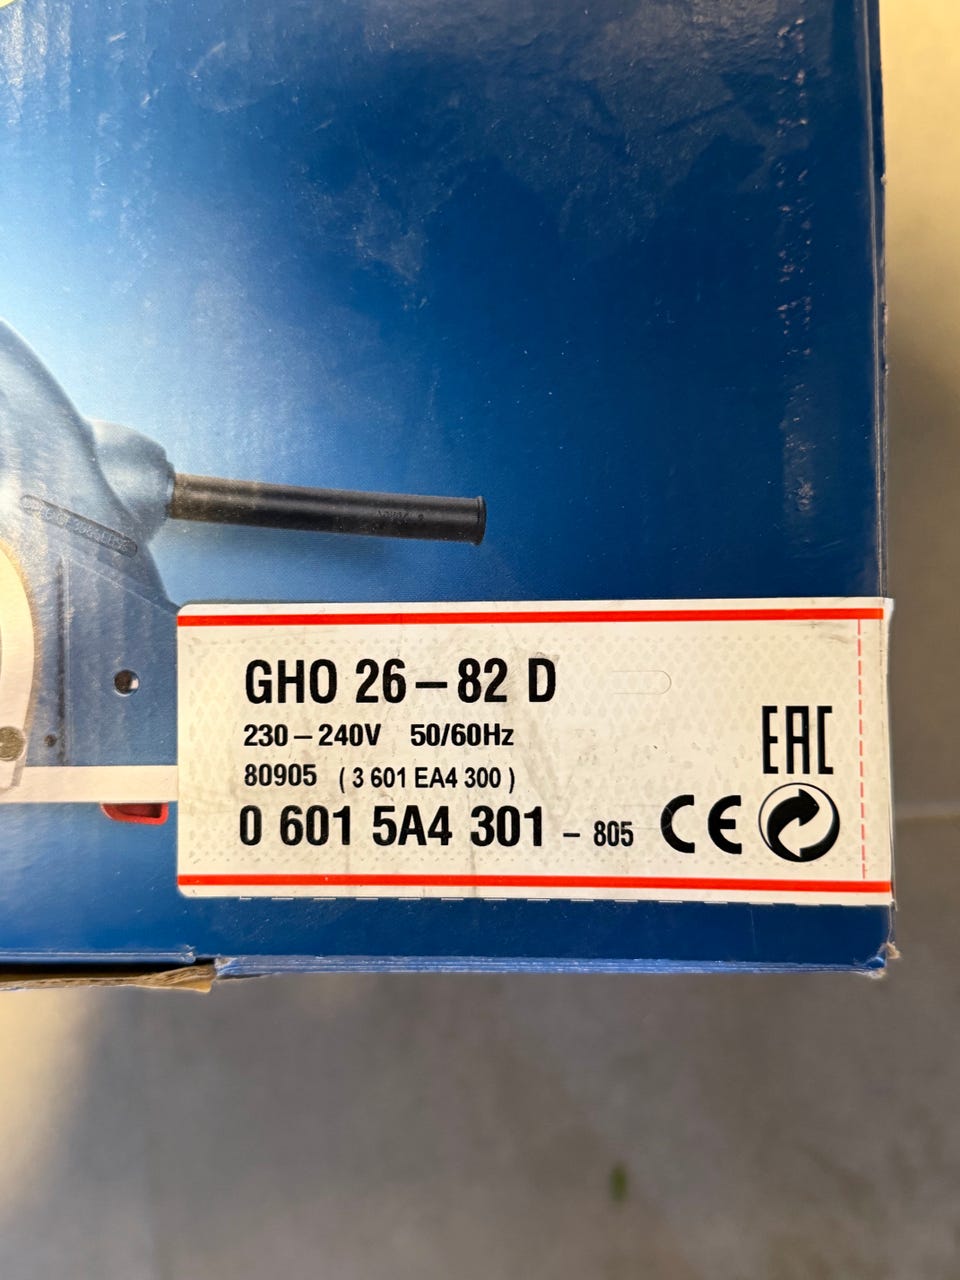 GHO 26–82 D
230–240V 50/60Hz
80905 ( 3 601 EA4 300 )
0 601 5A4 301 – 805
EAC
CE